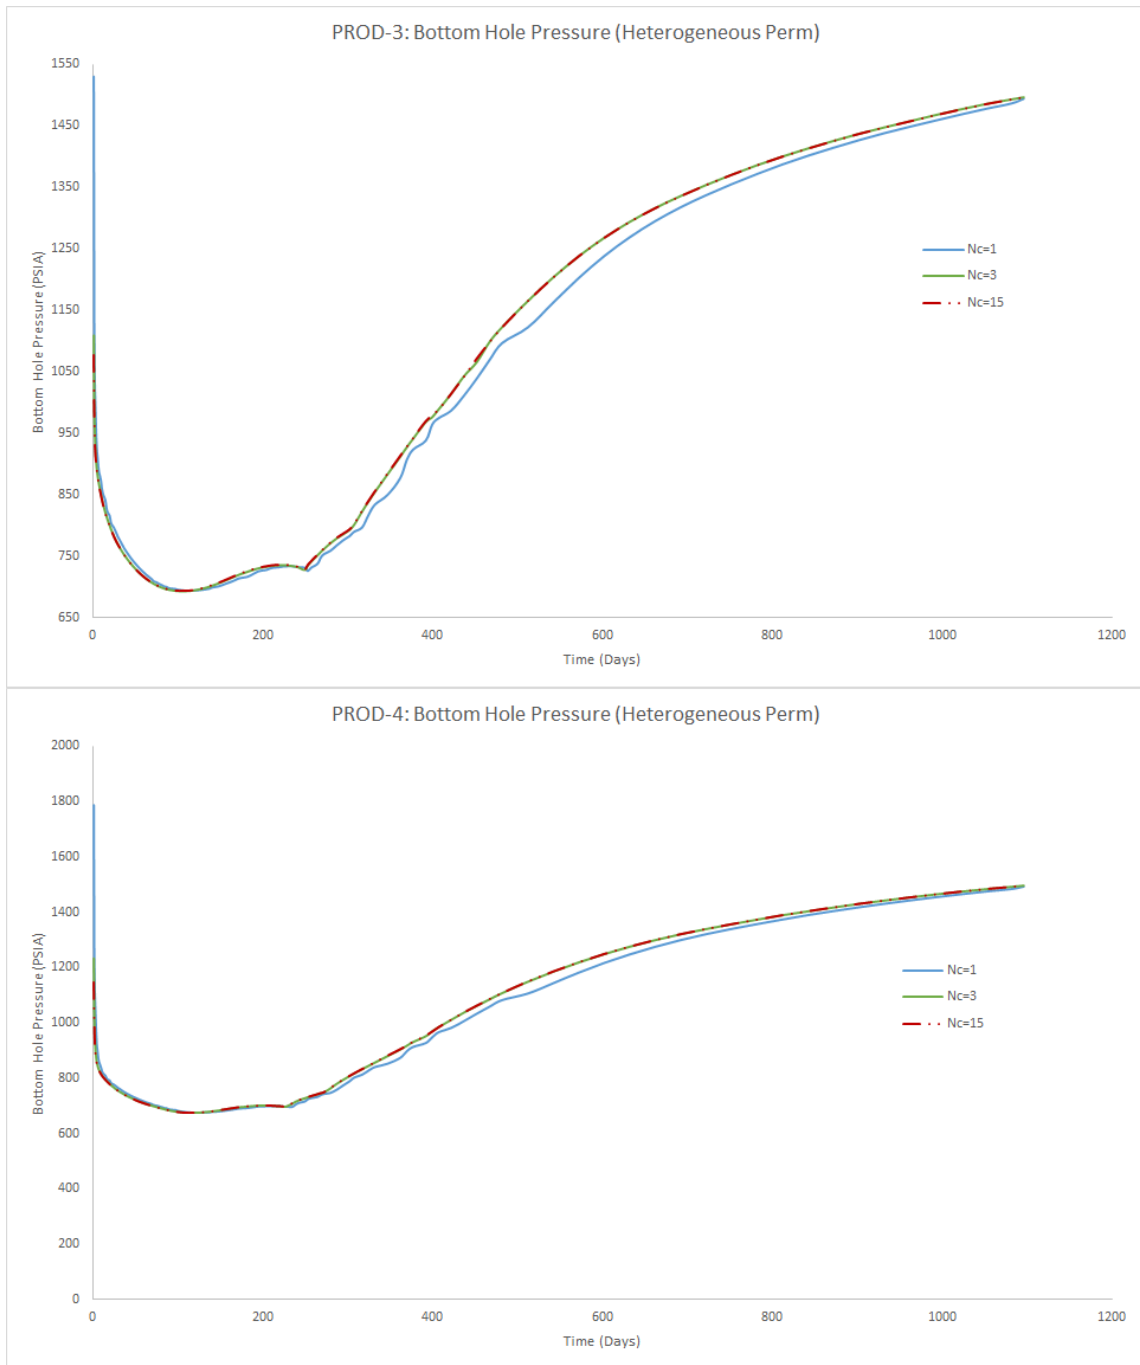 PROD-3: Bottom Hole Pressure (Heterogeneous Perm)
1550
1450
1350
1250
1150
1050
950
850
750
650
Bottom Hole Pressure (PSIA)
Nc=1
Nc=3
Nc=15
0 200 400 600 800 1000 1200
Time (Days)
PROD-4: Bottom Hole Pressure (Heterogeneous Perm)
2000
1800
1600
1400
1200
1000
800
600
400
200
0
Bottom Hole Pressure (PSIA)
Nc=1
Nc=3
Nc=15
0 200 400 600 800 1000 1200
Time (Days)